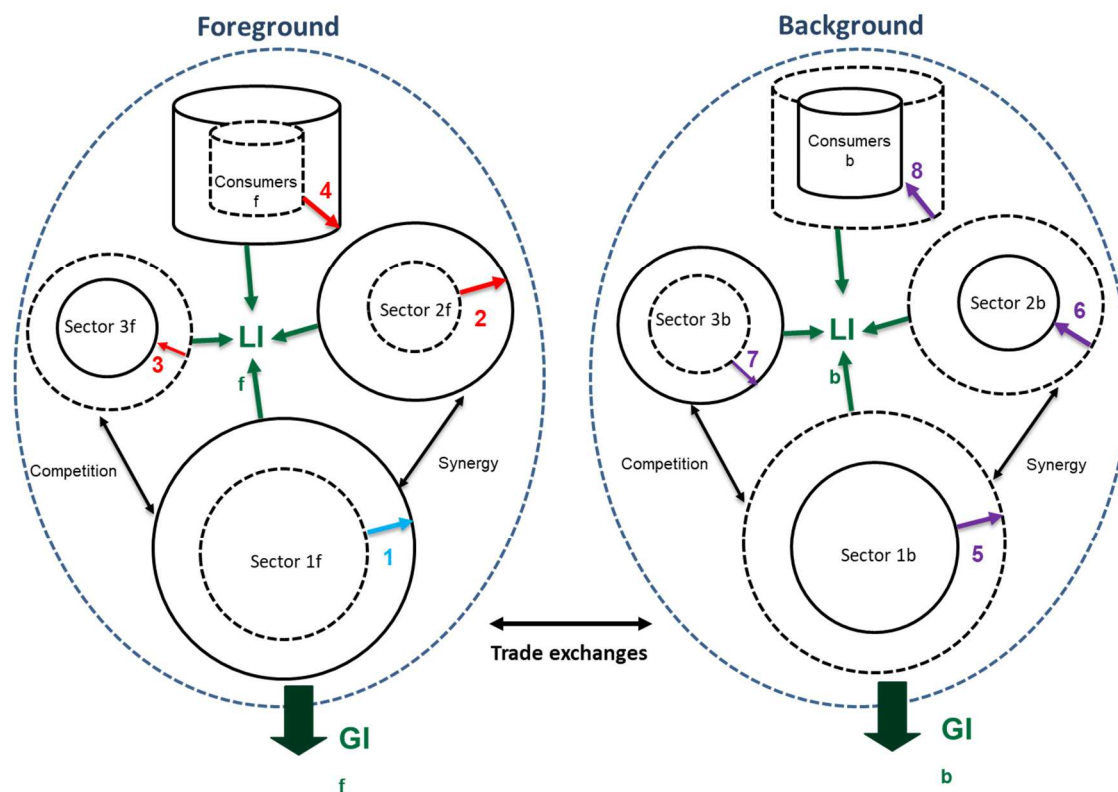 Foreground
Consumers
f
4
Sector 3f
3
Sector 2f
2
LI
f
Competition
Synergy
Sector 1f
1
GI
f
Trade exchanges
Background
Consumers
b
8
Sector 3b
7
Sector 2b
6
LI
b
Competition
Synergy
Sector 1b
5
GI
b